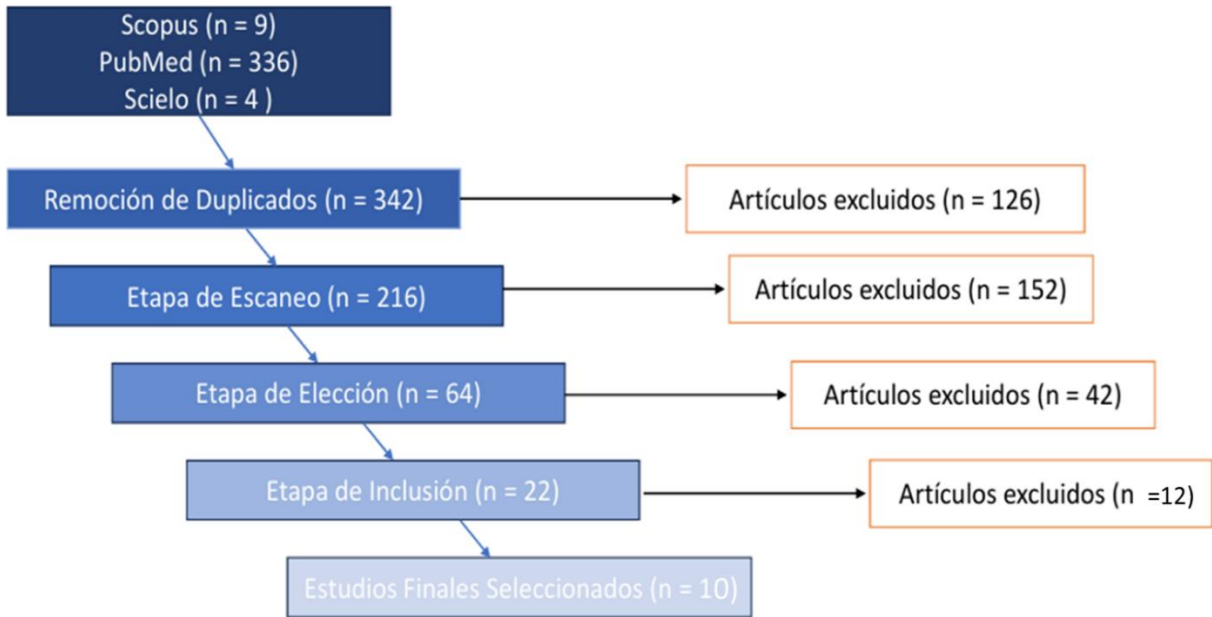 Scopus (n = 9)
PubMed (n = 336)
Scielo (n = 4 )
Remoción de Duplicados (n = 342)
Artículos excluidos (n = 126)
Etapa de Escaneo (n = 216)
Artículos excluidos (n = 152)
Etapa de Elección (n = 64)
Artículos excluidos (n = 42)
Etapa de Inclusión (n = 22)
Artículos excluidos (n =12)
Estudios Finales Seleccionados (n = 10)